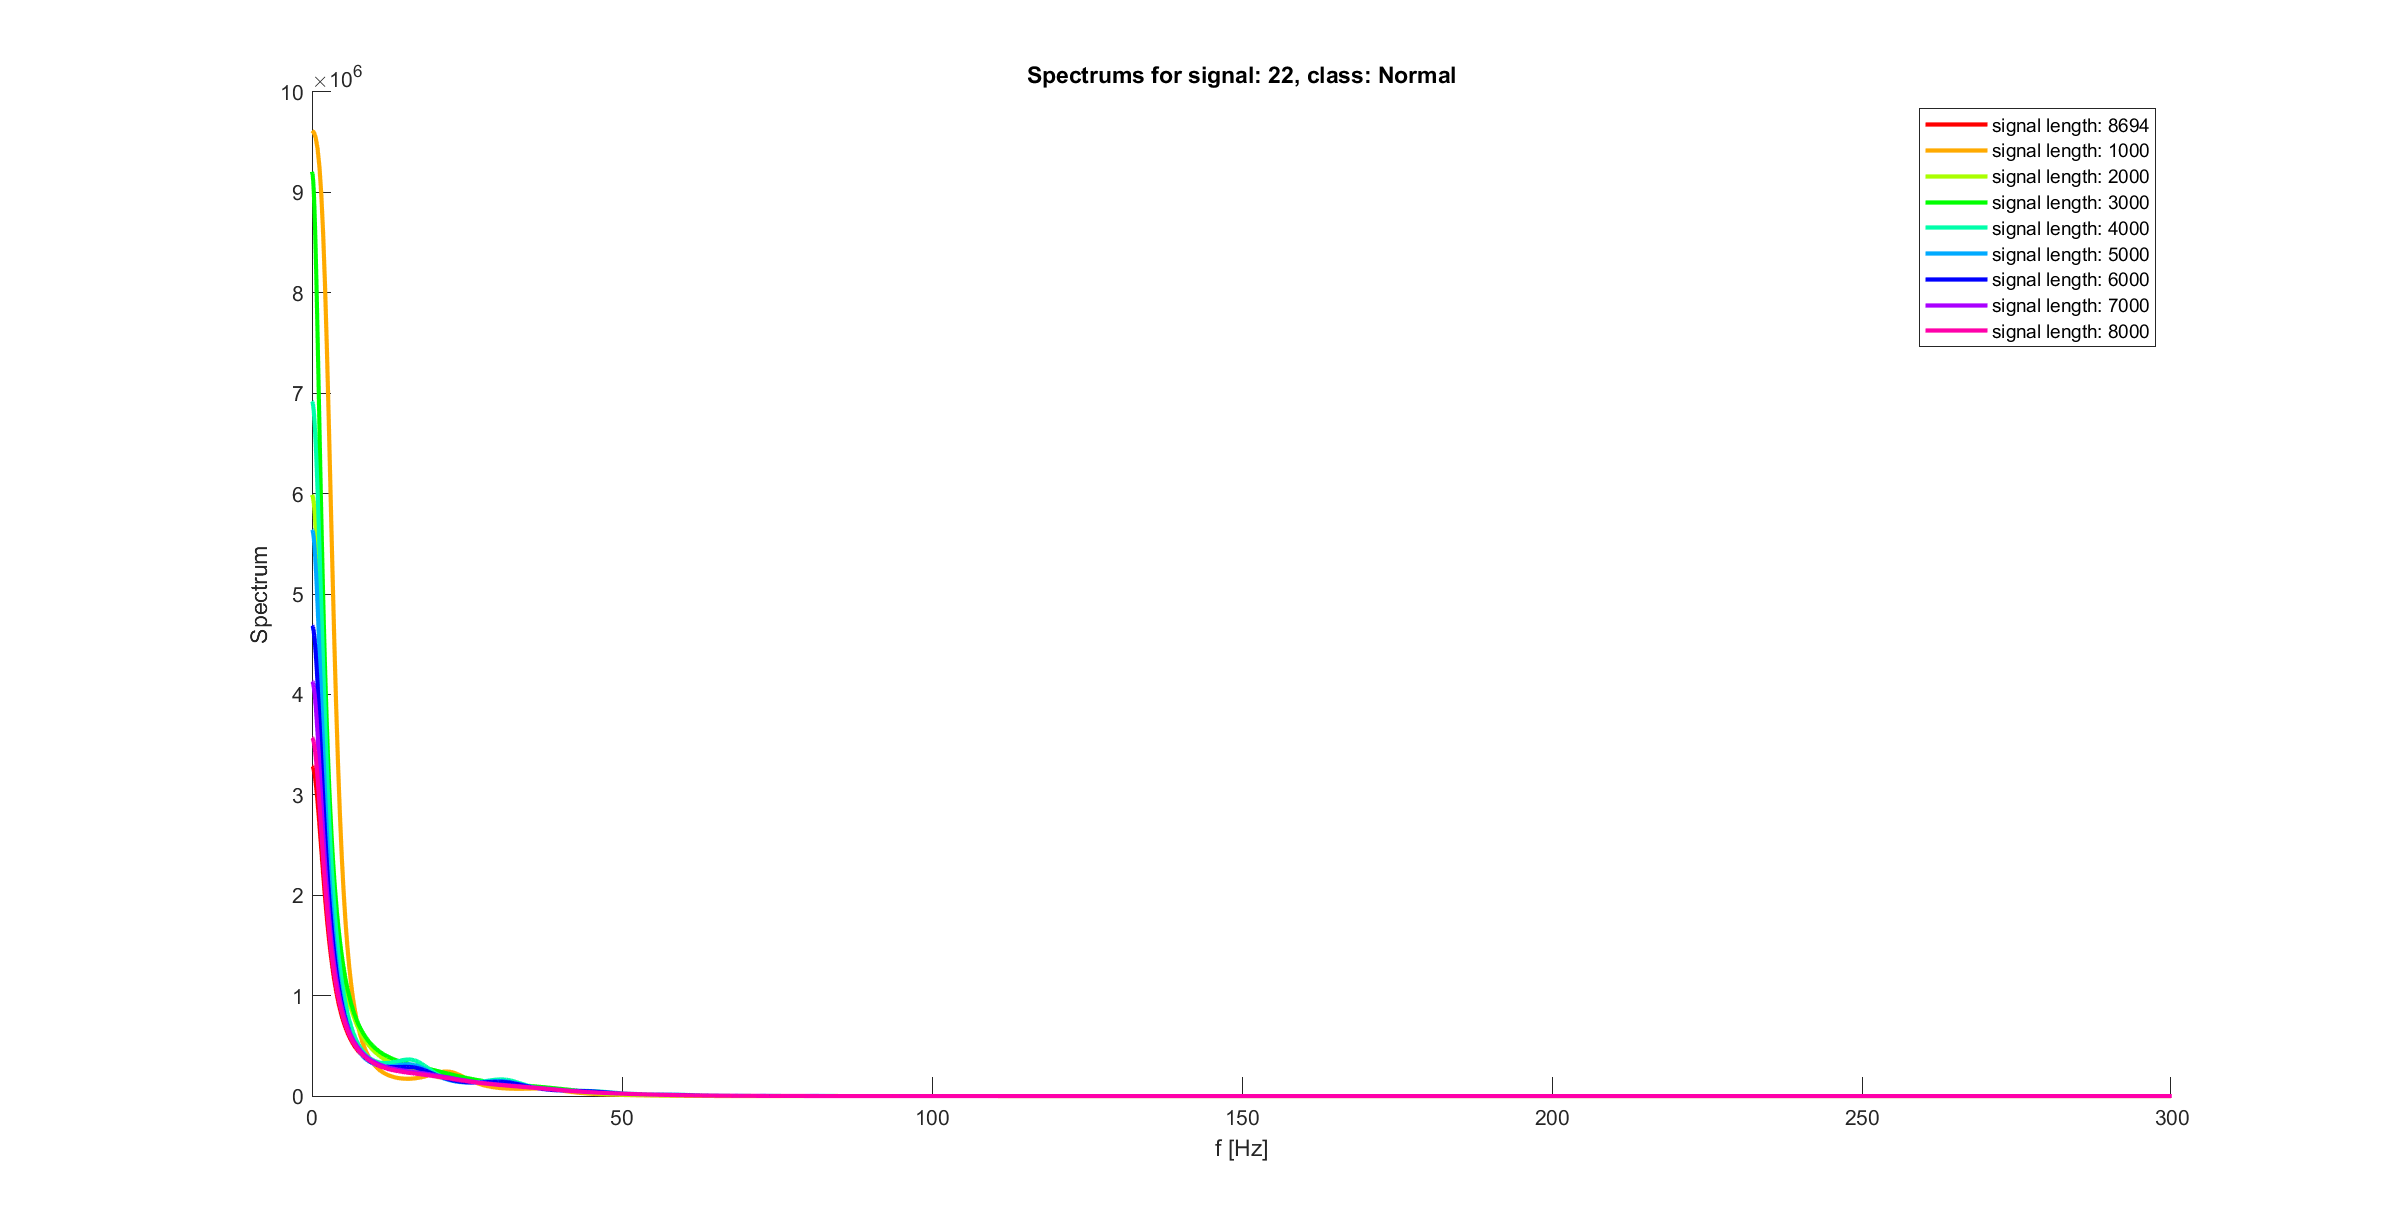 Spectrums for signal: 22, class: Normal
×10^6
10
9
8
7
6
5
4
3
2
1
0
Spectrum
0 50 100 150 200 250 300
f [Hz]
signal length: 8694
signal length: 1000
signal length: 2000
signal length: 3000
signal length: 4000
signal length: 5000
signal length: 6000
signal length: 7000
signal length: 8000